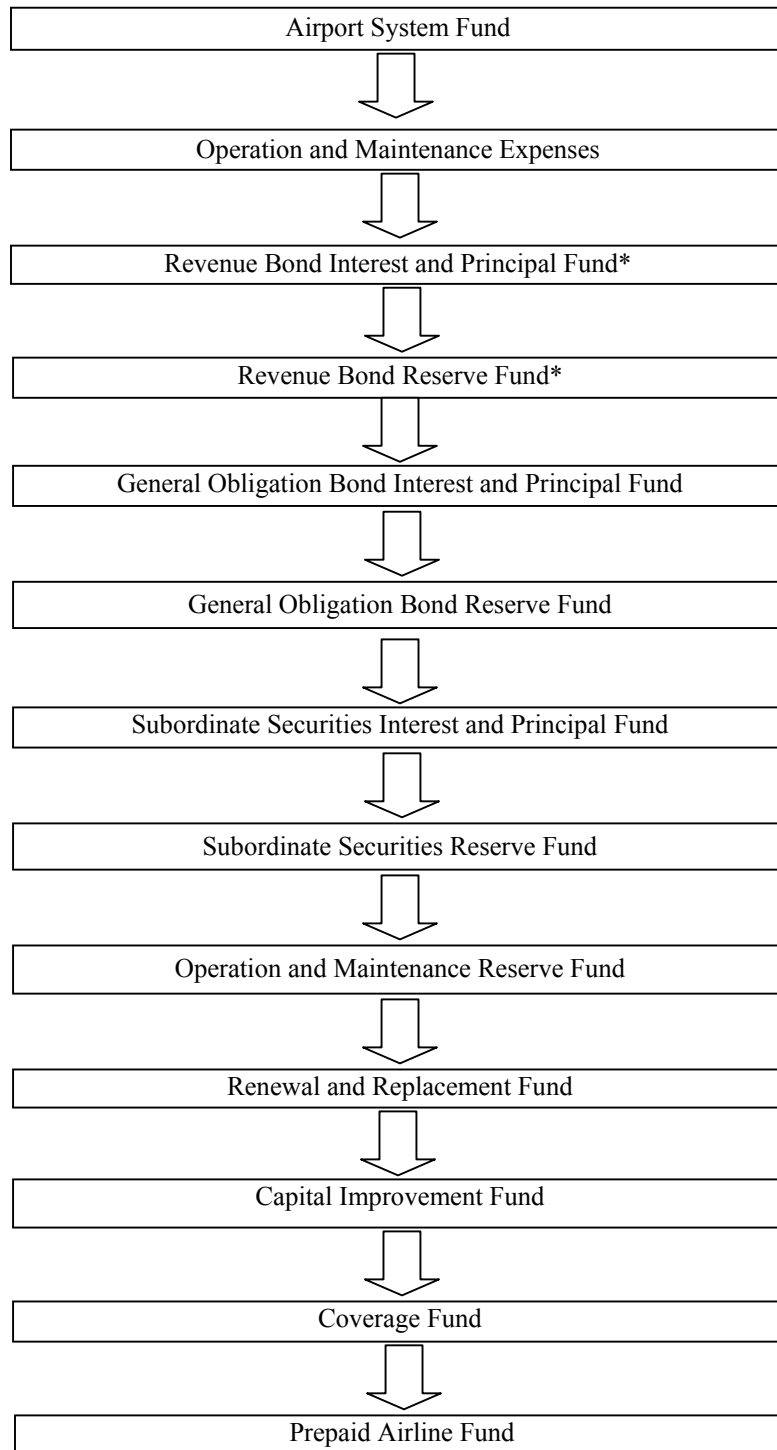 Airport System Fund
Operation and Maintenance Expenses
Revenue Bond Interest and Principal Fund*
Revenue Bond Reserve Fund*
General Obligation Bond Interest and Principal Fund
General Obligation Bond Reserve Fund
Subordinate Securities Interest and Principal Fund
Subordinate Securities Reserve Fund
Operation and Maintenance Reserve Fund
Renewal and Replacement Fund
Capital Improvement Fund
Coverage Fund
Prepaid Airline Fund